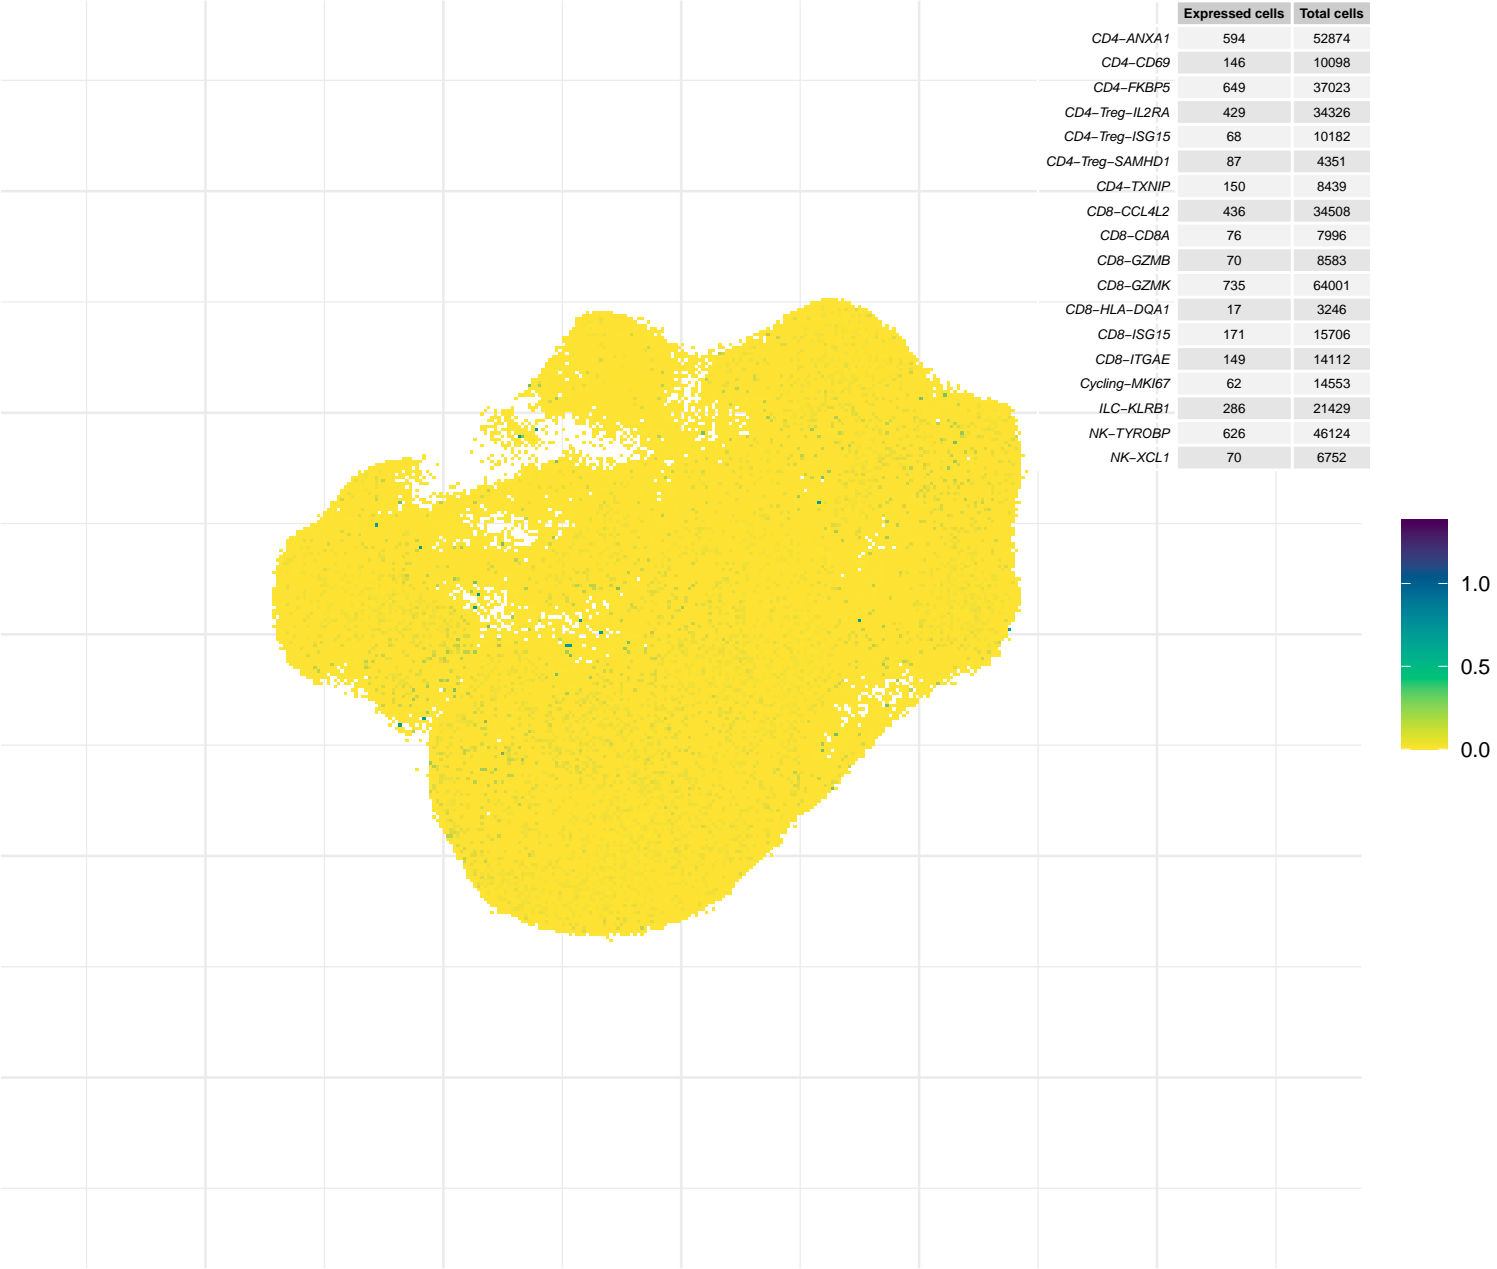 Expressed cells Total cells
CD4−ANXA1 594 52874
CD4−CD69 146 10098
CD4−FKBP5 649 37023
CD4−Treg−IL2RA 429 34326
CD4−Treg−ISG15 68 10182
CD4−Treg−SAMHD1 87 4351
CD4−TXNIP 150 8439
CD8−CCL4L2 436 34508
CD8−CD8A 76 7996
CD8−GZMB 70 8583
CD8−GZMK 735 64001
CD8−HLA−DQA1 17 3246
CD8−ISG15 171 15706
CD8−ITGAE 149 14112
Cycling−MKI67 62 14553
ILC−KLRB1 286 21429
NK−TYROBP 626 46124
NK−XCL1 70 6752
1.0
0.5
0.0